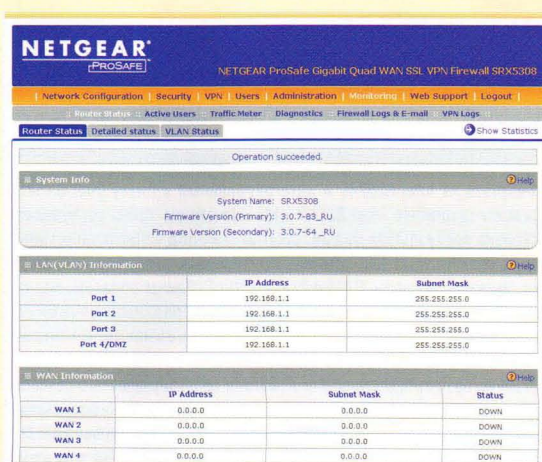 NETGEAR®
PROSAFE
NETGEAR ProSafe Gigabit Quad WAN SSL VPN Firewall SRX5308
| Network Configuration | Security | VPN | Users | Administration | Monitoring | Web Support | Logout |
:: Router Status :: Active Users :: Traffic Meter :: Diagnostics :: Firewall Logs & E-mail :: VPN Logs ::
Router Status Detailed status VLAN Status Show Statistics
Operation succeeded.
System Info Help
System Name: SRX5308
Firmware Version (Primary): 3.0.7-83_RU
Firmware Version (Secondary): 3.0.7-64 _RU
LAN(VLAN) Information Help
IP Address Subnet Mask
Port 1 192.168.1.1 255.255.255.0
Port 2 192.168.1.1 255.255.255.0
Port 3 192.168.1.1 255.255.255.0
Port 4/DMZ 192.168.1.1 255.255.255.0
WAN Information Help
IP Address Subnet Mask Status
WAN 1 0.0.0.0 0.0.0.0 DOWN
WAN 2 0.0.0.0 0.0.0.0 DOWN
WAN 3 0.0.0.0 0.0.0.0 DOWN
WAN 4 0.0.0.0 0.0.0.0 DOWN